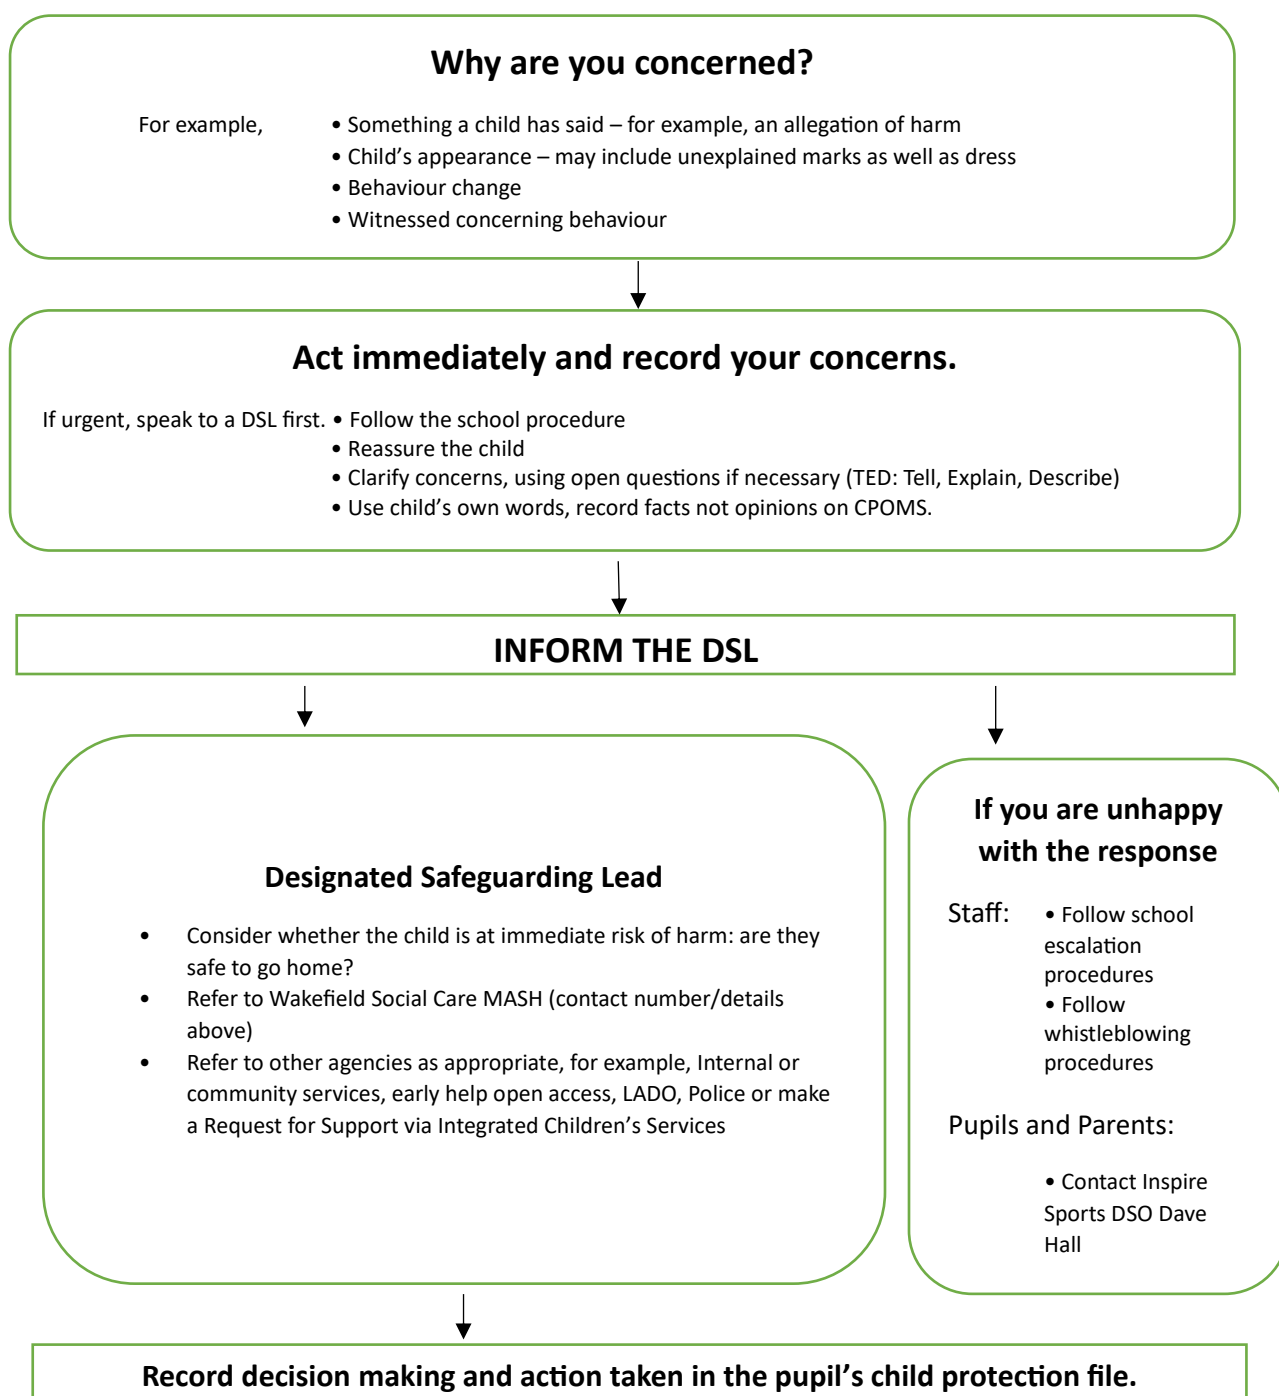 Why are you concerned?
For example, • Something a child has said – for example, an allegation of harm
• Child's appearance – may include unexplained marks as well as dress
• Behaviour change
• Witnessed concerning behaviour
Act immediately and record your concerns.
If urgent, speak to a DSL first. • Follow the school procedure
• Reassure the child
• Clarify concerns, using open questions if necessary (TED: Tell, Explain, Describe)
• Use child's own words, record facts not opinions on CPOMS.
INFORM THE DSL
Designated Safeguarding Lead
• Consider whether the child is at immediate risk of harm: are they
safe to go home?
• Refer to Wakefield Social Care MASH (contact number/details
above)
• Refer to other agencies as appropriate, for example, Internal or
community services, early help open access, LADO, Police or make
a Request for Support via Integrated Children's Services
If you are unhappy
with the response
Staff: • Follow school
escalation
procedures
• Follow
whistleblowing
procedures
Pupils and Parents:
• Contact Inspire
Sports DSO Dave
Hall
Record decision making and action taken in the pupil's child protection file.